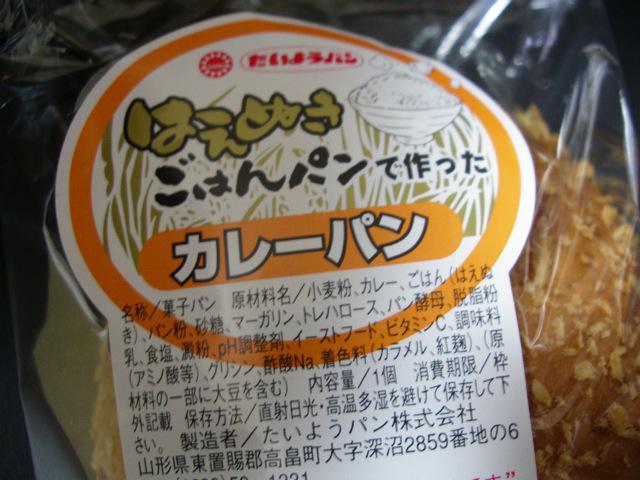 たいようパン
はえぬき
ごはんパンで作った
カレーパン
名称/菓子パン 原材料名/小麦粉、カレー、ごはん(はえぬ
き)、パン粉、砂糖、マーガリン、トレハロース、パン酵母、脱脂粉
乳、食塩、澱粉、pH調整剤、イーストフード、ビタミンC、調味料
(アミノ酸等)、グリシン、酢酸Na、着色料(カラメル、紅麹)、(原
材料の一部に大豆を含む) 内容量/1個 消費期限/枠
外記載 保存方法/直射日光・高温多湿を避けて保存して下
さい。 製造者/たいようパン株式会社
山形県東置賜郡高畠町大字深沼2859番地の6